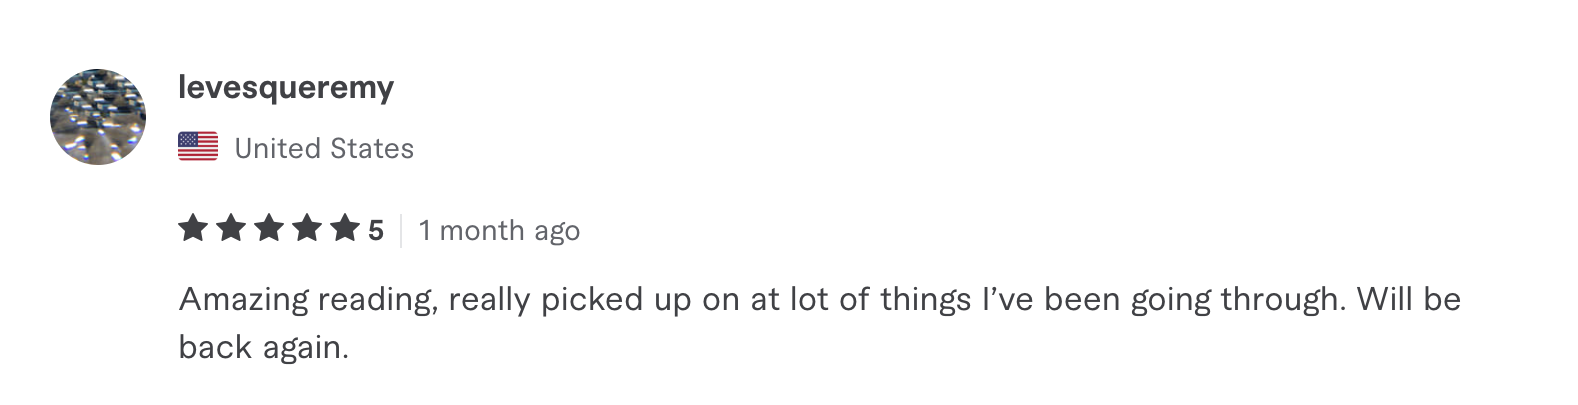 levesqueremy
United States
5 1 month ago
Amazing reading, really picked up on at lot of things I’ve been going through. Will be
back again.